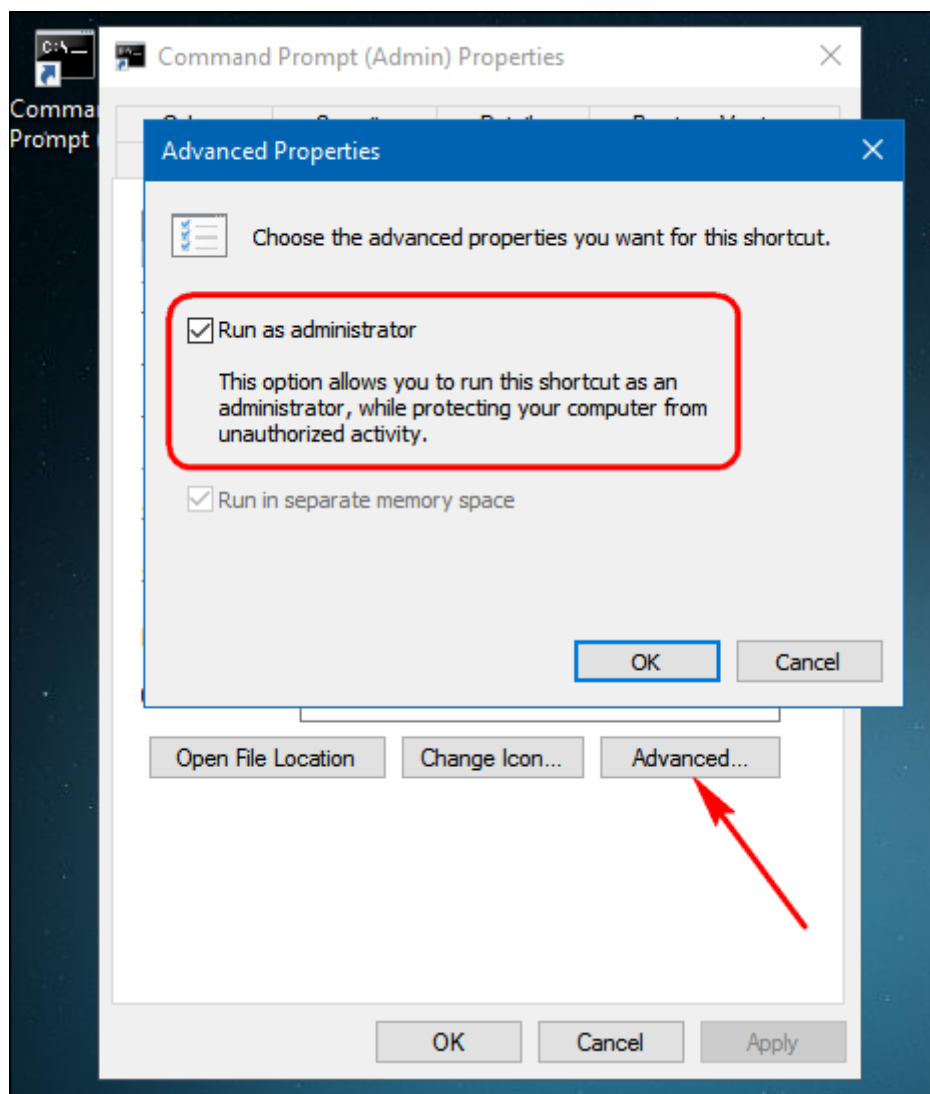 C:\
Comma
Prompt
Command Prompt (Admin) Properties
Advanced Properties
Choose the advanced properties you want for this shortcut.
Run as administrator
This option allows you to run this shortcut as an
administrator, while protecting your computer from
unauthorized activity.
Run in separate memory space
OK
Cancel
Open File Location
Change Icon...
Advanced...
OK
Cancel
Apply